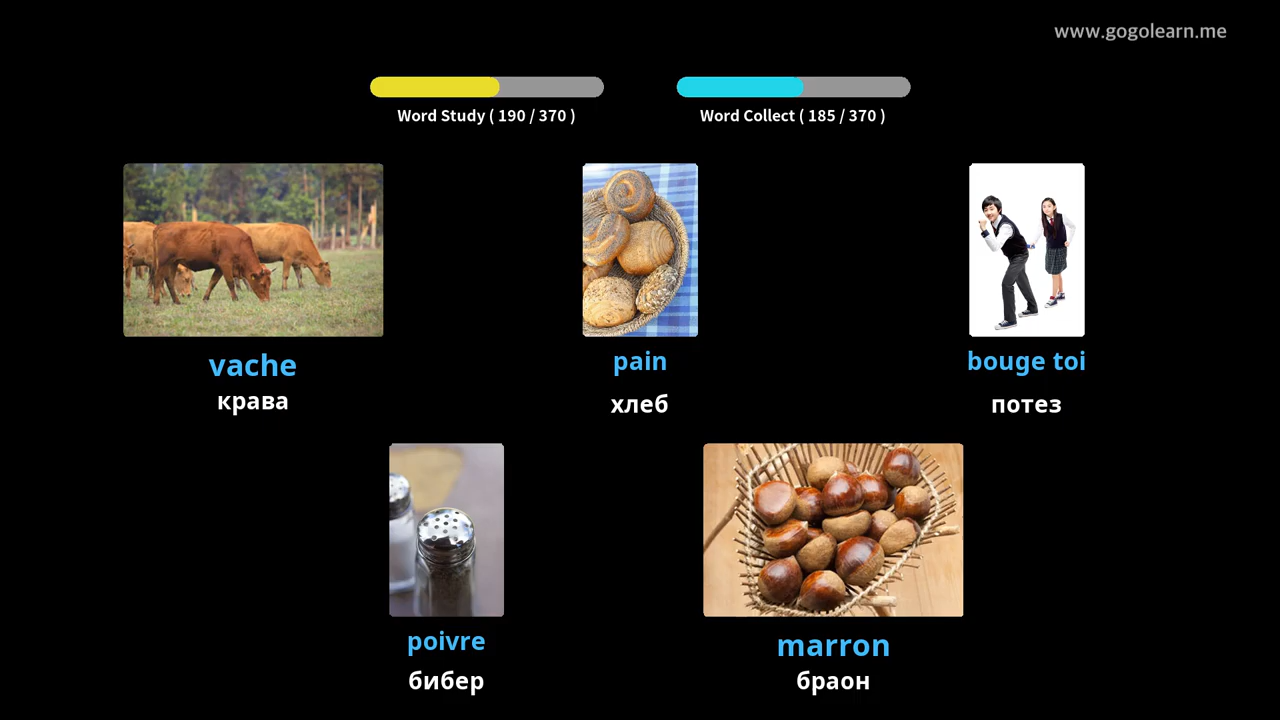 www.gogolearn.me
Word Study ( 190 / 370 )
Word Collect ( 185 / 370 )
vache
крава
pain
хлеб
bouge toi
потез
poivre
бибер
marron
браон